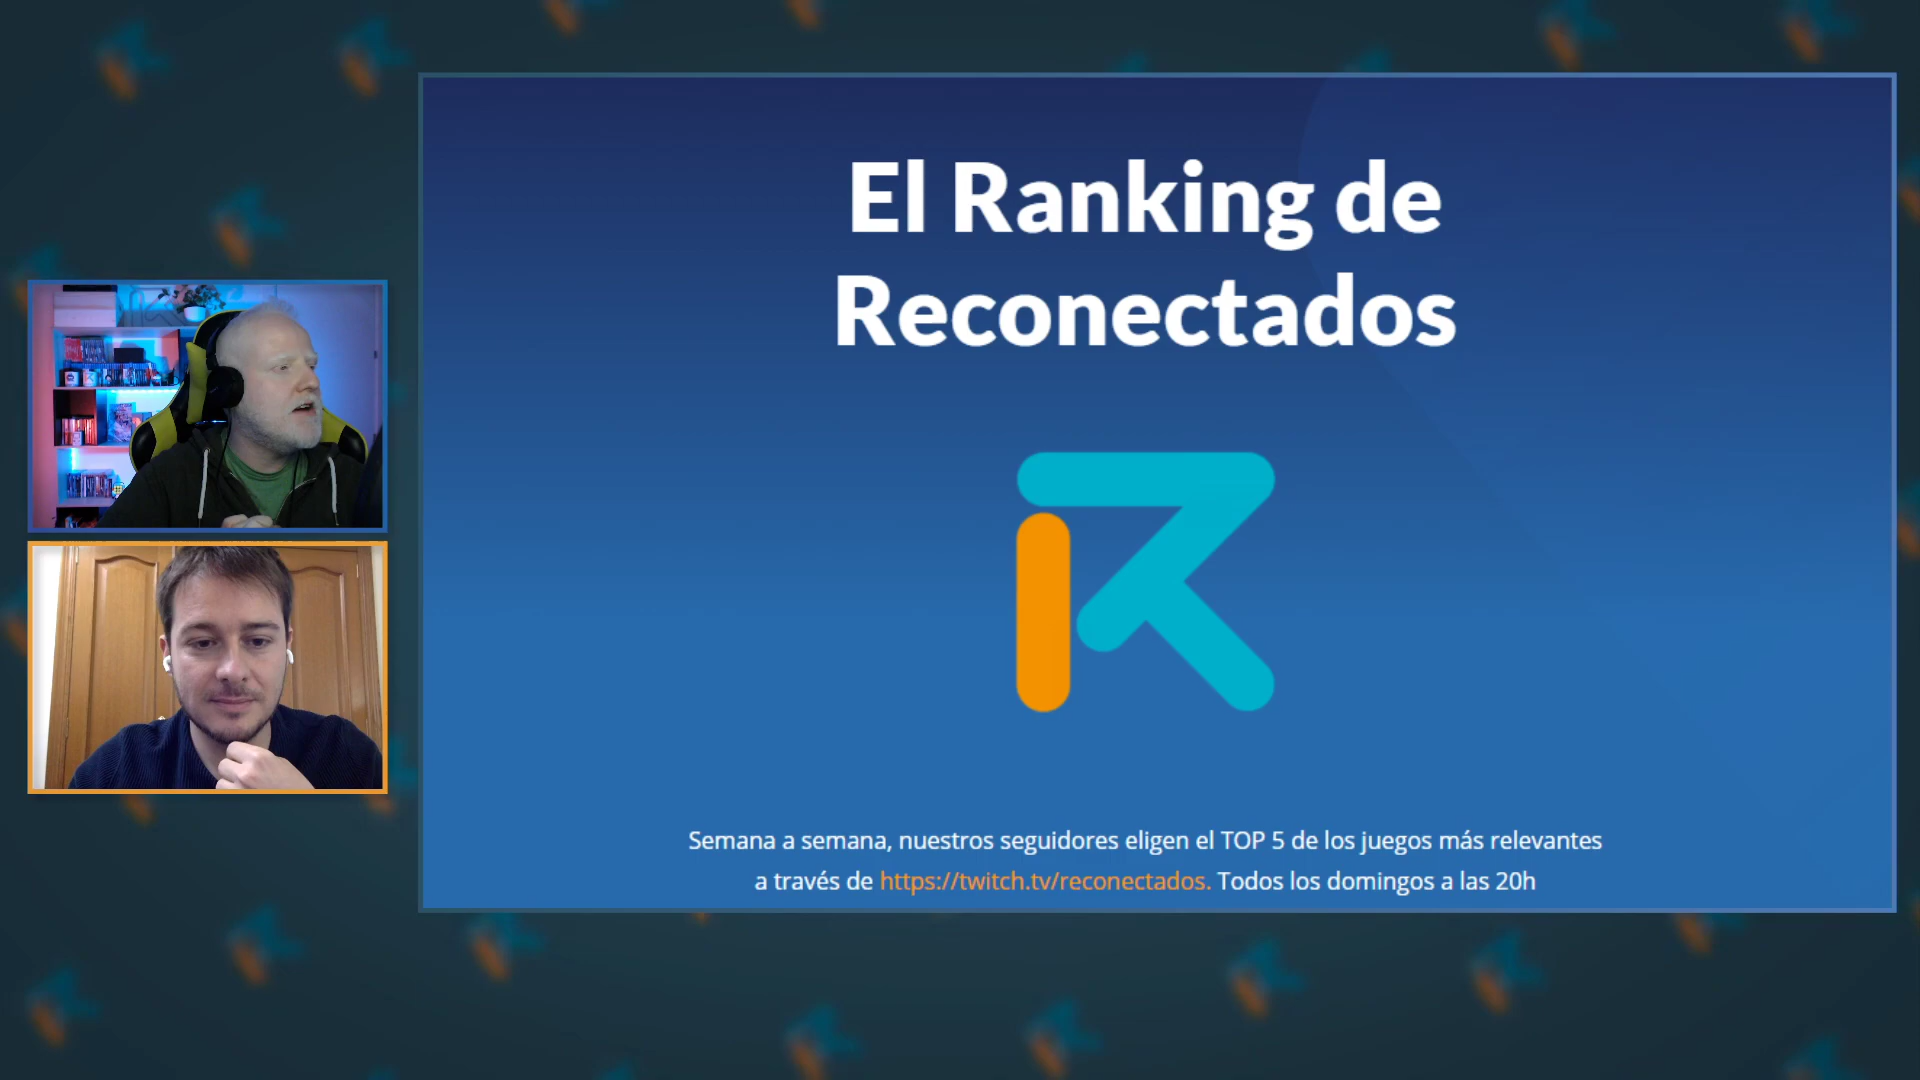 El Ranking de
Reconectados
Semana a semana, nuestros seguidores eligen el TOP 5 de los juegos más relevantes
a través de https://twitch.tv/reconectados. Todos los domingos a las 20h